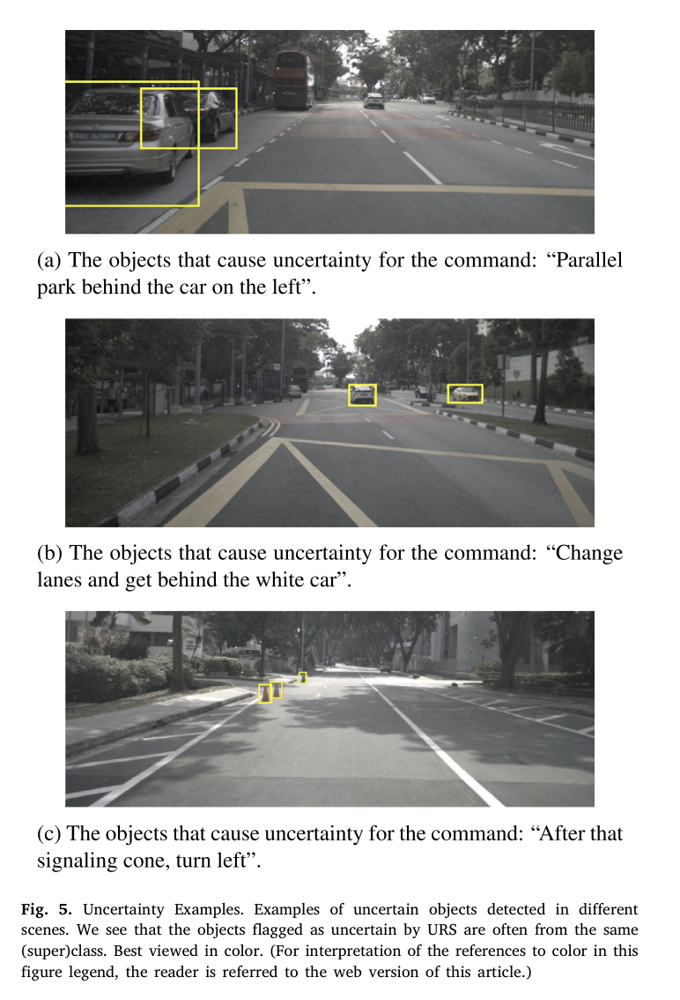 (a) The objects that cause uncertainty for the command: “Parallel
park behind the car on the left”.
(b) The objects that cause uncertainty for the command: “Change
lanes and get behind the white car”.
(c) The objects that cause uncertainty for the command: “After that
signaling cone, turn left”.
Fig. 5. Uncertainty Examples. Examples of uncertain objects detected in different
scenes. We see that the objects flagged as uncertain by URS are often from the same
(super)class. Best viewed in color. (For interpretation of the references to color in this
figure legend, the reader is referred to the web version of this article.)